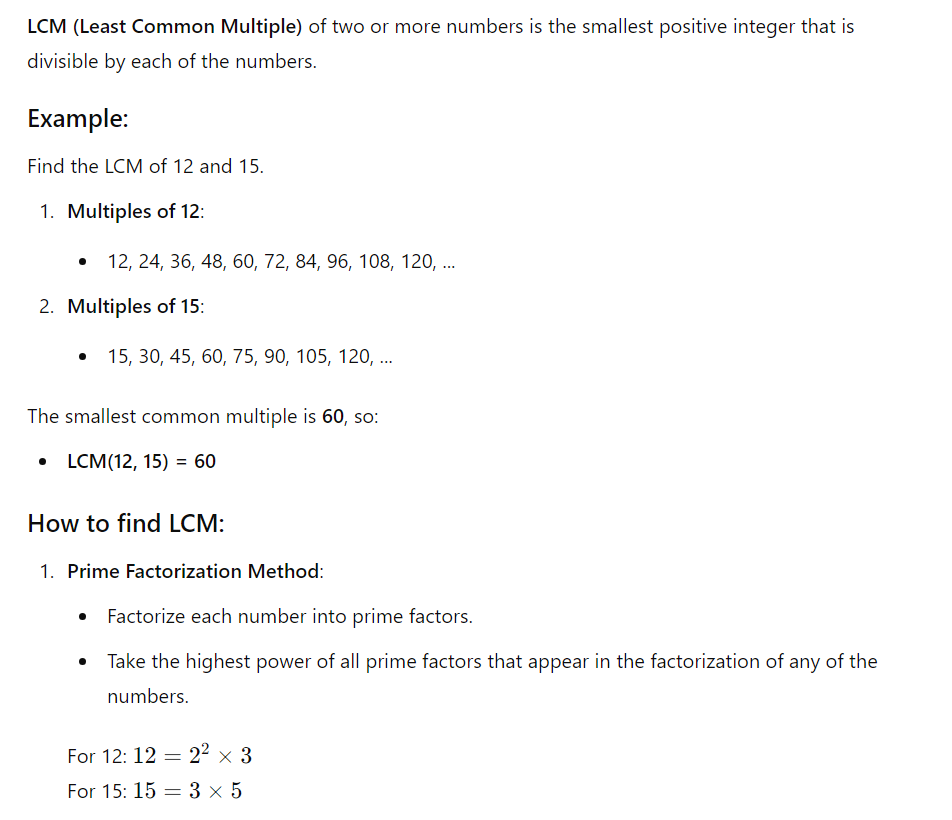 LCM (Least Common Multiple) of two or more numbers is the smallest positive integer that is
divisible by each of the numbers.
Example:
Find the LCM of 12 and 15.
1. Multiples of 12:
• 12, 24, 36, 48, 60, 72, 84, 96, 108, 120, ...
2. Multiples of 15:
• 15, 30, 45, 60, 75, 90, 105, 120, ...
The smallest common multiple is 60, so:
• LCM(12, 15) = 60
How to find LCM:
1. Prime Factorization Method:
• Factorize each number into prime factors.
• Take the highest power of all prime factors that appear in the factorization of any of the
numbers.
For 12: 12 = 2² × 3
For 15: 15 = 3 × 5